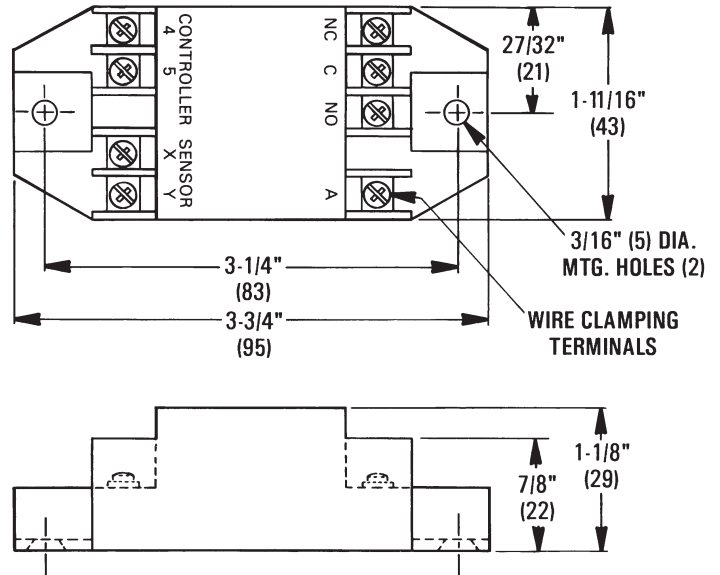 CONTROLLER
4 5
SENSOR
X Y
NC
C
NO
A
27/32"
(21)
1-11/16"
(43)
3/16" (5) DIA.
MTG. HOLES (2)
3-1/4"
(83)
3-3/4"
(95)
WIRE CLAMPING
TERMINALS
1-1/8"
(29)
7/8"
(22)